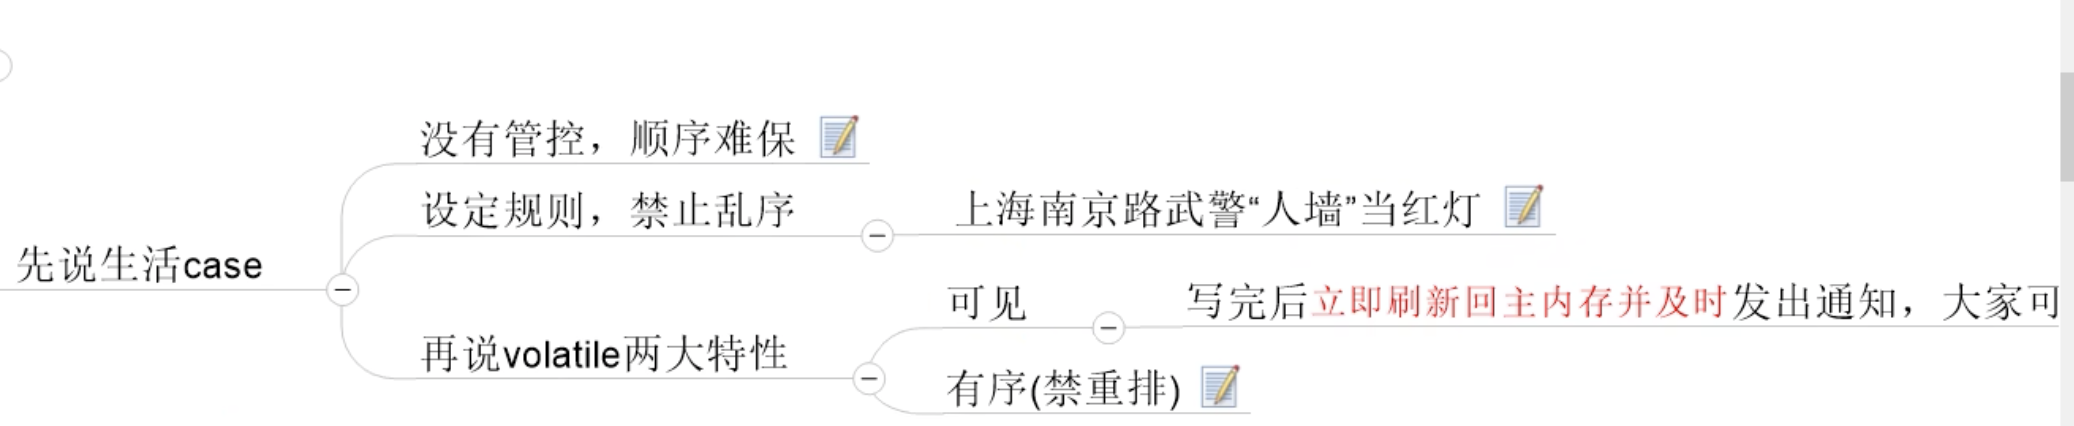 没有管控，顺序难保
设定规则，禁止乱序
上海南京路武警“人墙”当红灯
先说生活case
可见
写完后立即刷新回主内存并及时发出通知，大家可
再说volatile两大特性
有序(禁重排)